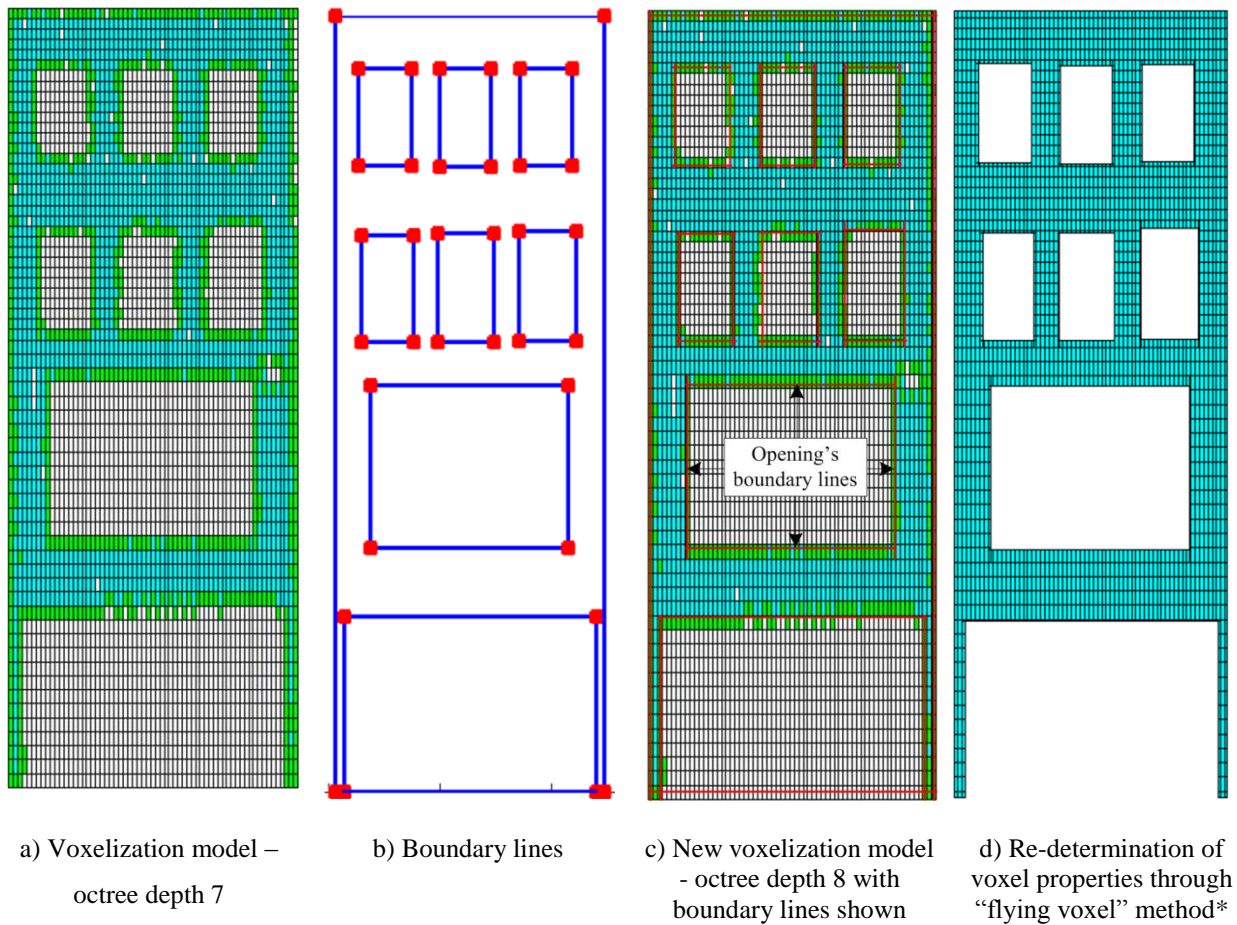 Opening's
boundary lines
a) Voxelization model –
octree depth 7
b) Boundary lines
c) New voxelization model
- octree depth 8 with
boundary lines shown
d) Re-determination of
voxel properties through
“flying voxel” method*